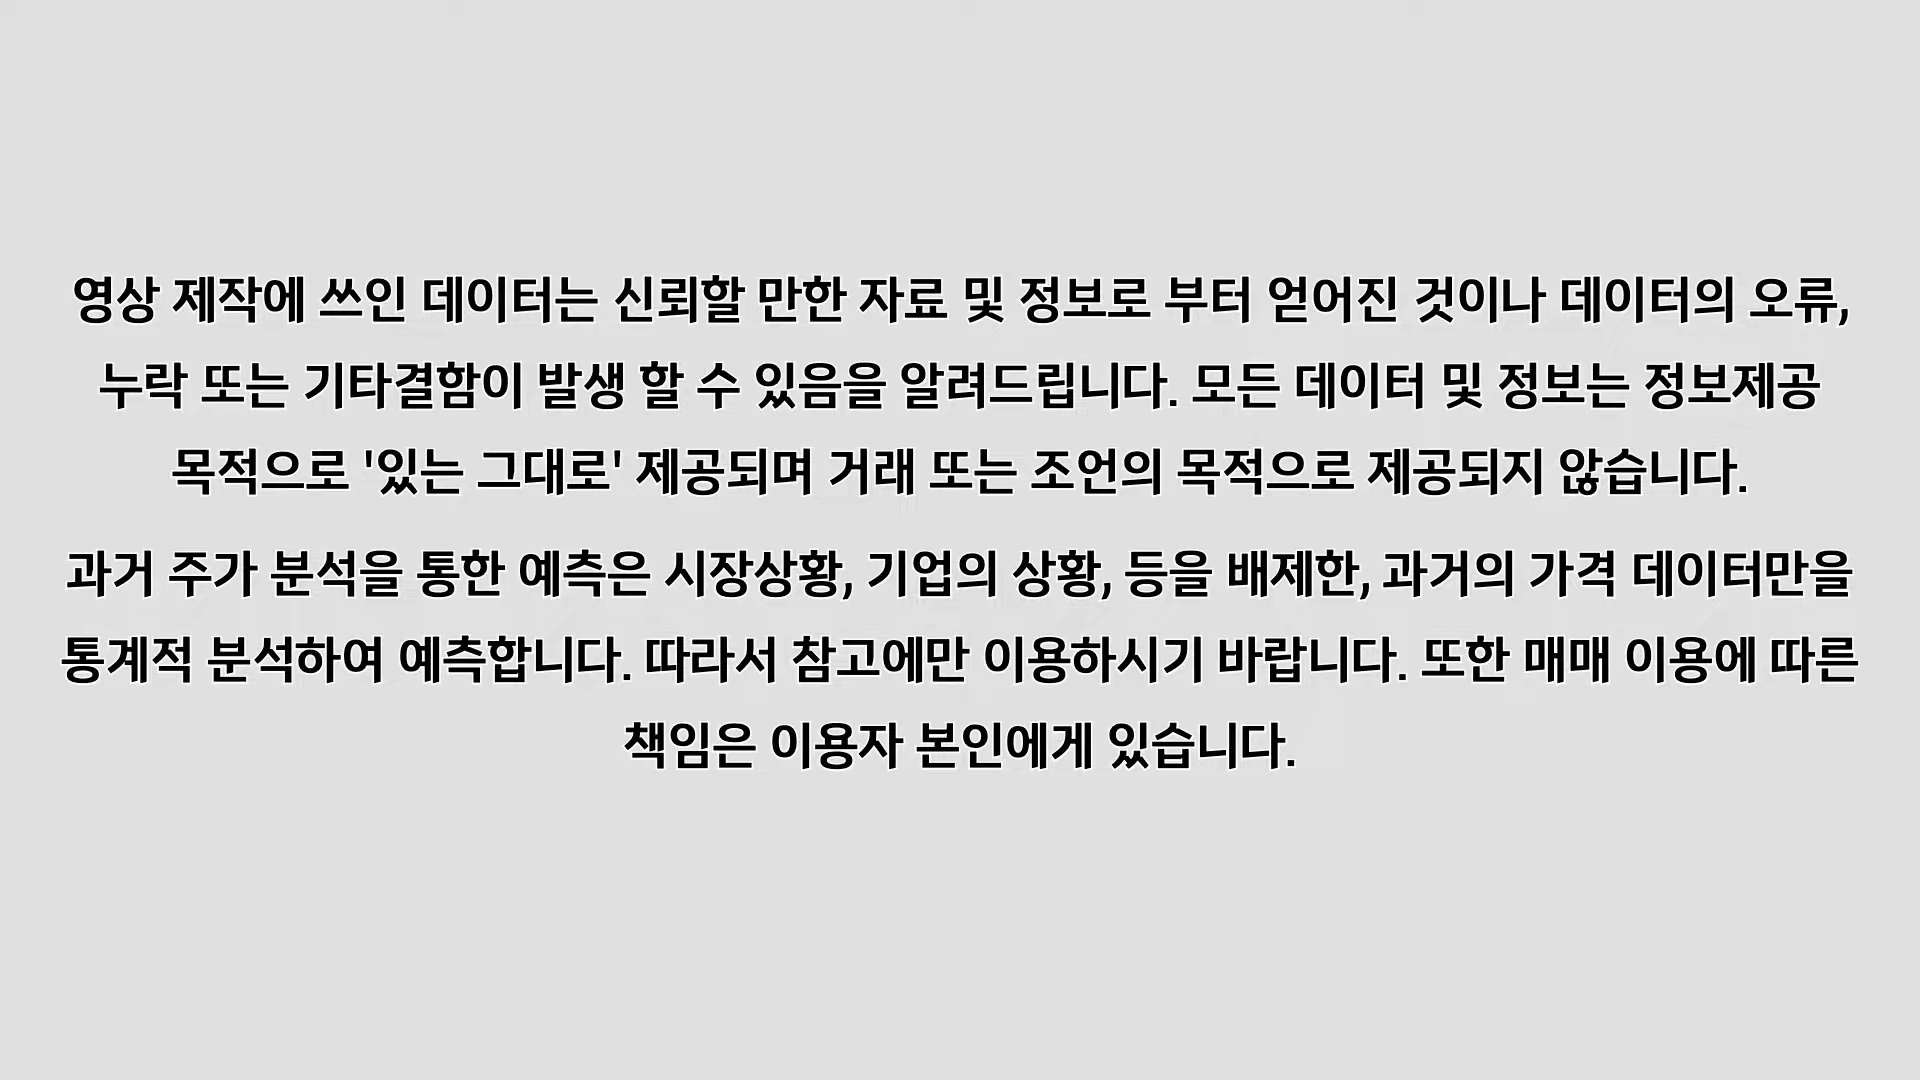 영상 제작에 쓰인 데이터는 신뢰할 만한 자료 및 정보로 부터 얻어진 것이나 데이터의 오류,
누락 또는 기타결함이 발생 할 수 있음을 알려드립니다. 모든 데이터 및 정보는 정보제공
목적으로 '있는 그대로' 제공되며 거래 또는 조언의 목적으로 제공되지 않습니다.
과거 주가 분석을 통한 예측은 시장상황, 기업의 상황, 등을 배제한, 과거의 가격 데이터만을
통계적 분석하여 예측합니다. 따라서 참고에만 이용하시기 바랍니다. 또한 매매 이용에 따른
책임은 이용자 본인에게 있습니다.